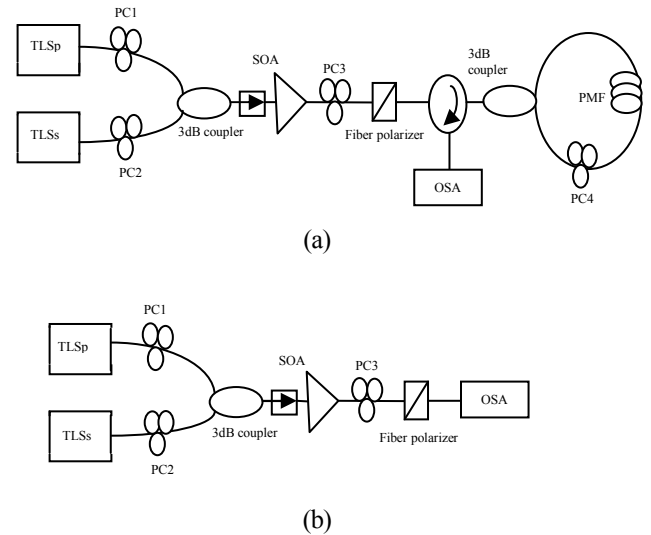 PC1
TLSp
SOA
PC3
3dB
coupler
PMF
TLSs
3dB coupler
Fiber polarizer
PC2
OSA
PC4
(a)
PC1
TLSp
SOA
PC3
OSA
TLSs
3dB coupler
Fiber polarizer
PC2
(b)